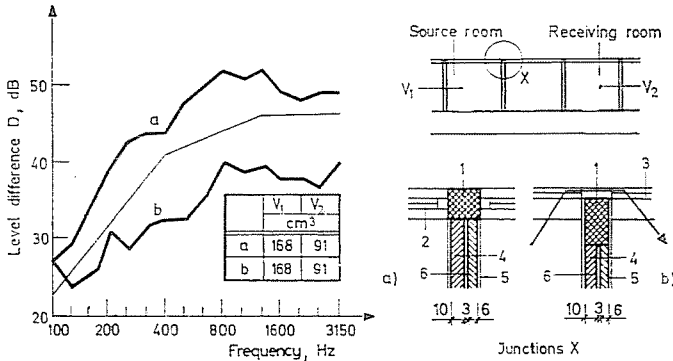 Level difference D, dB
50
40
30
20
a
b
V1 V2
cm3
a 168 91
b 168 91
100 200 400 800 1600 3150
Frequency, Hz
Source room Receiving room
X
V1 V2
1 1 3
2
4 4
6 5 6 5
a) b)
10 3 6 10 3 6
Junctions X